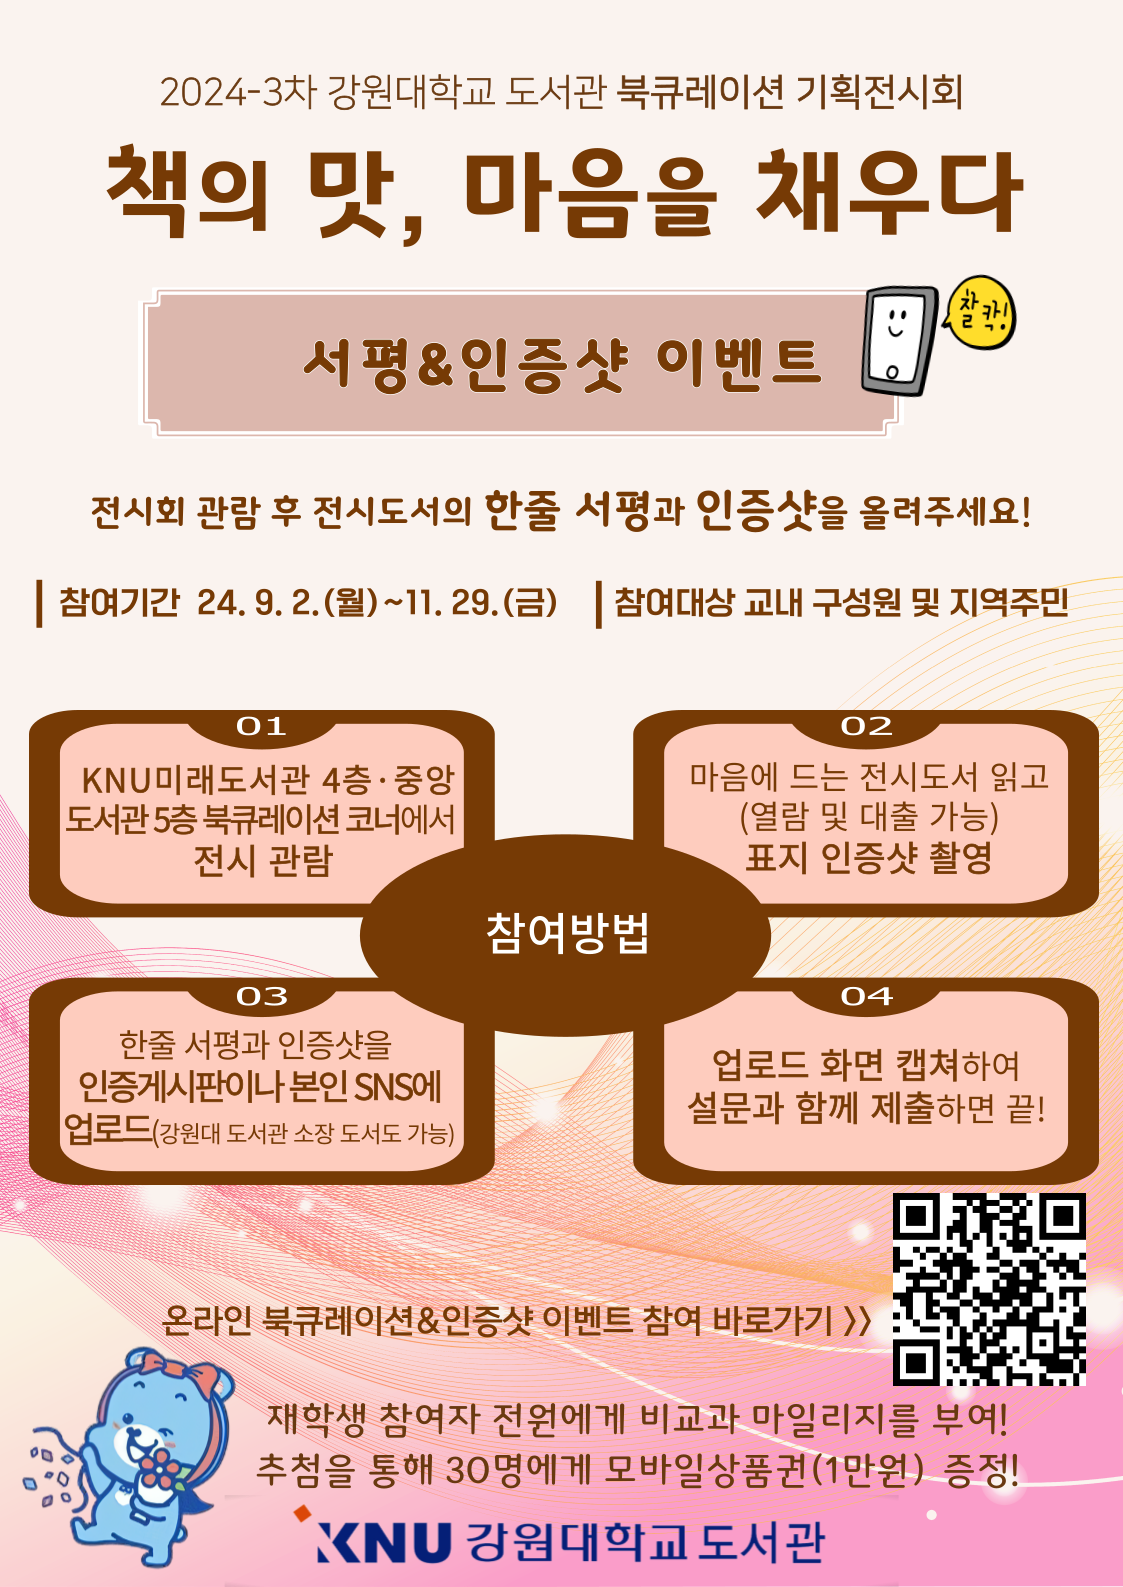 2024-3차 강원대학교 도서관 북큐레이션 기획전시회
책의 맛, 마음을 채우다
서평&인증샷 이벤트
찰칵!
전시회 관람 후 전시도서의 한줄 서평과 인증샷을 올려주세요!
참여기간 24. 9. 2.(월)~11. 29.(금)
참여대상 교내 구성원 및 지역주민
01
KNU미래도서관 4층·중앙
도서관 5층 북큐레이션 코너에서
전시 관람
02
마음에 드는 전시도서 읽고
(열람 및 대출 가능)
표지 인증샷 촬영
참여방법
03
한줄 서평과 인증샷을
인증게시판이나 본인 SNS에
업로드(강원대 도서관 소장 도서도 가능)
04
업로드 화면 캡쳐하여
설문과 함께 제출하면 끝!
온라인 북큐레이션&인증샷 이벤트 참여 바로가기 >>
재학생 참여자 전원에게 비교과 마일리지를 부여!
추첨을 통해 30명에게 모바일상품권(1만원) 증정!
KNU 강원대학교 도서관